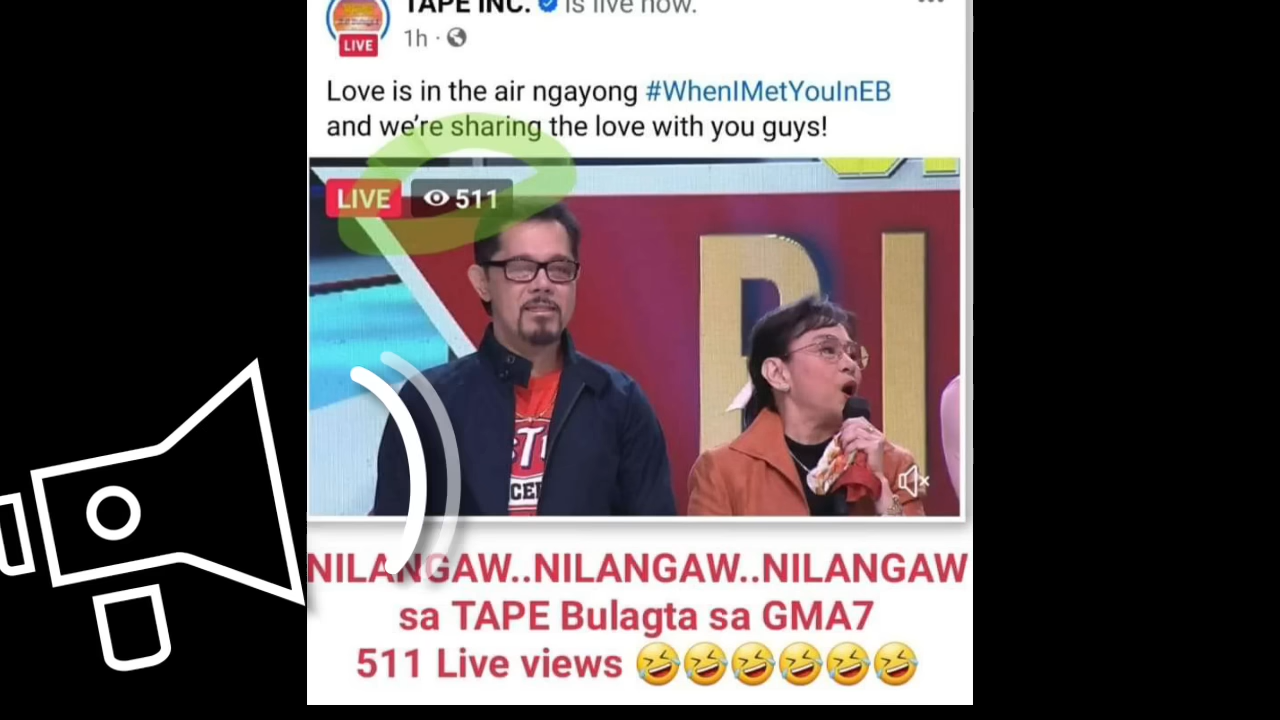 TAPE INC. is live now.
LIVE
1h ·
Love is in the air ngayong #WhenIMetYouInEB
and we're sharing the love with you guys!
LIVE 511
NILANGAW..NILANGAW..NILANGAW
sa TAPE Bulagta sa GMA7
511 Live views 🤣🤣🤣🤣🤣🤣